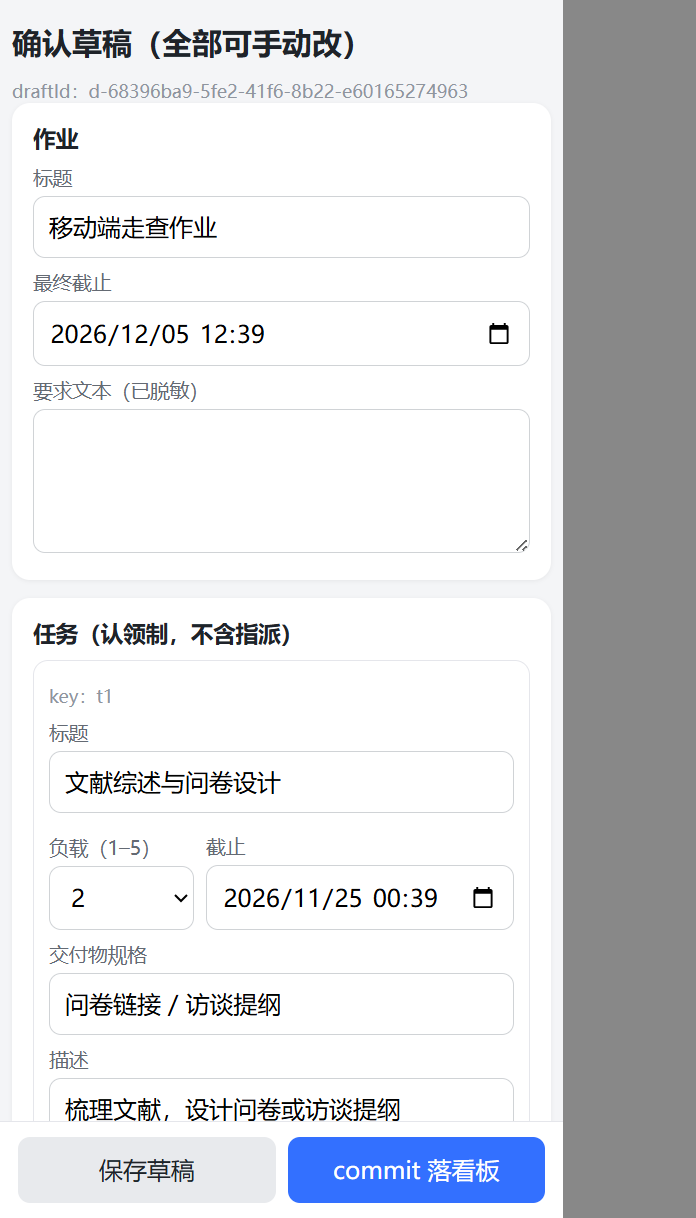 确认草稿（全部可手动改）
draftId：d-68396ba9-5fe2-41f6-8b22-e60165274963
作业
标题
移动端走查作业
最终截止
2026/12/05 12:39
要求文本（已脱敏）
任务（认领制，不含指派）
key：t1
标题
文献综述与问卷设计
负载（1–5） 截止
2 2026/11/25 00:39
交付物规格
问卷链接 / 访谈提纲
描述
梳理文献，设计问卷或访谈提纲
保存草稿 commit 落看板